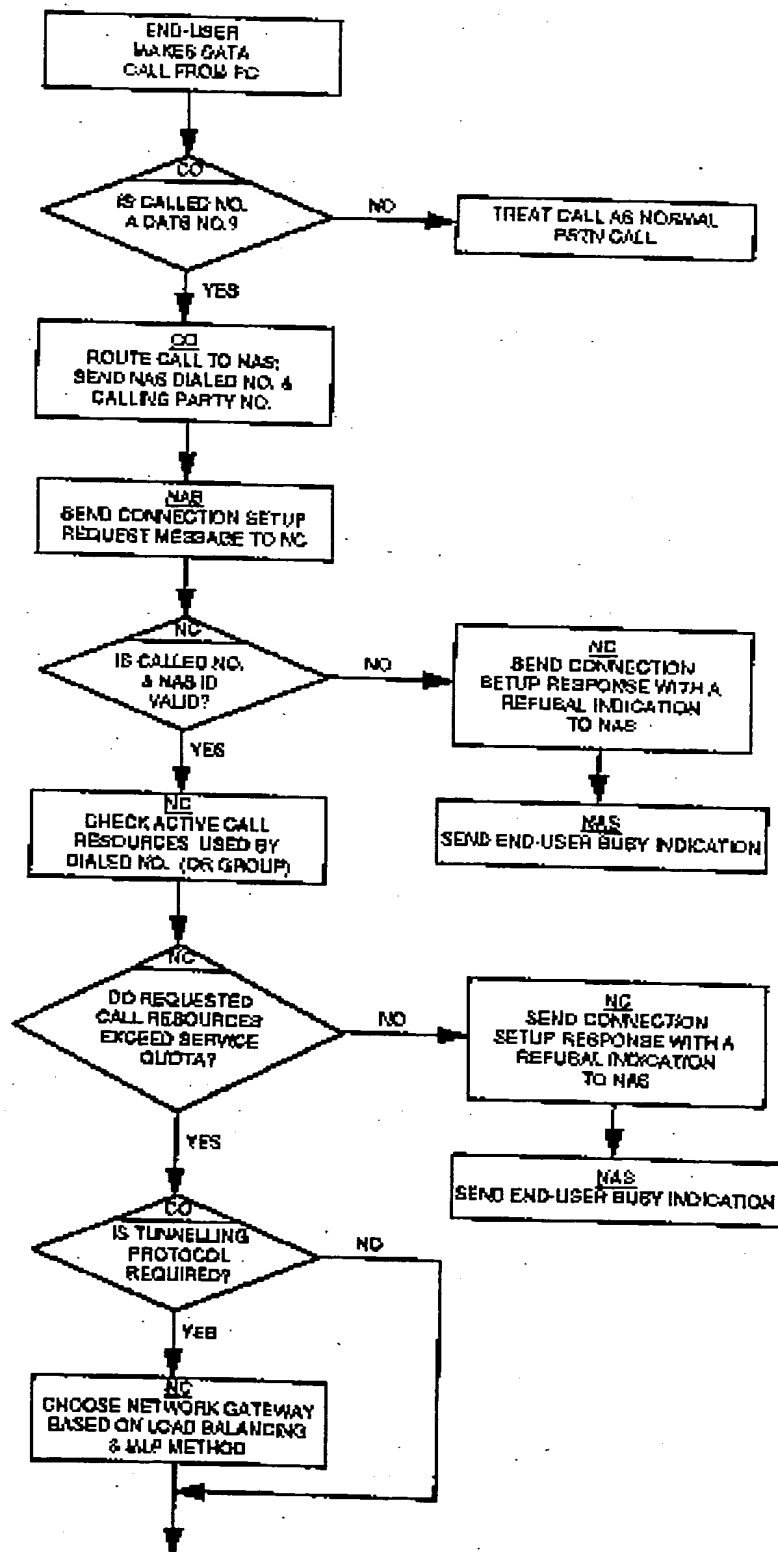 END-USER
MAKES DATA
CALL FROM PC
CO
IS CALLED NO.
A CATS NO.?
NO
TREAT CALL AS NORMAL
PSTN CALL
YES
CO
ROUTE CALL TO NAS;
SEND NAS DIALED NO. &
CALLING PARTY NO.
NAS
SEND CONNECTION SETUP
REQUEST MESSAGE TO NC
NC
IS CALLED NO.
& NAS ID
VALID?
NO
NC
SEND CONNECTION
SETUP RESPONSE WITH A
REFUSAL INDICATION
TO NAS
YES
NAS
SEND END-USER BUSY INDICATION
NC
CHECK ACTIVE CALL
RESOURCES USED BY
DIALED NO. (OR GROUP)
NC
DO REQUESTED
CALL RESOURCES
EXCEED SERVICE
QUOTA?
NO
NC
SEND CONNECTION
SETUP RESPONSE WITH A
REFUSAL INDICATION
TO NAS
YES
NAS
SEND END-USER BUSY INDICATION
CO
IS TUNNELLING
PROTOCOL
REQUIRED?
NO
YES
NC
CHOOSE NETWORK GATEWAY
BASED ON LOAD BALANCING
& MLP METHOD